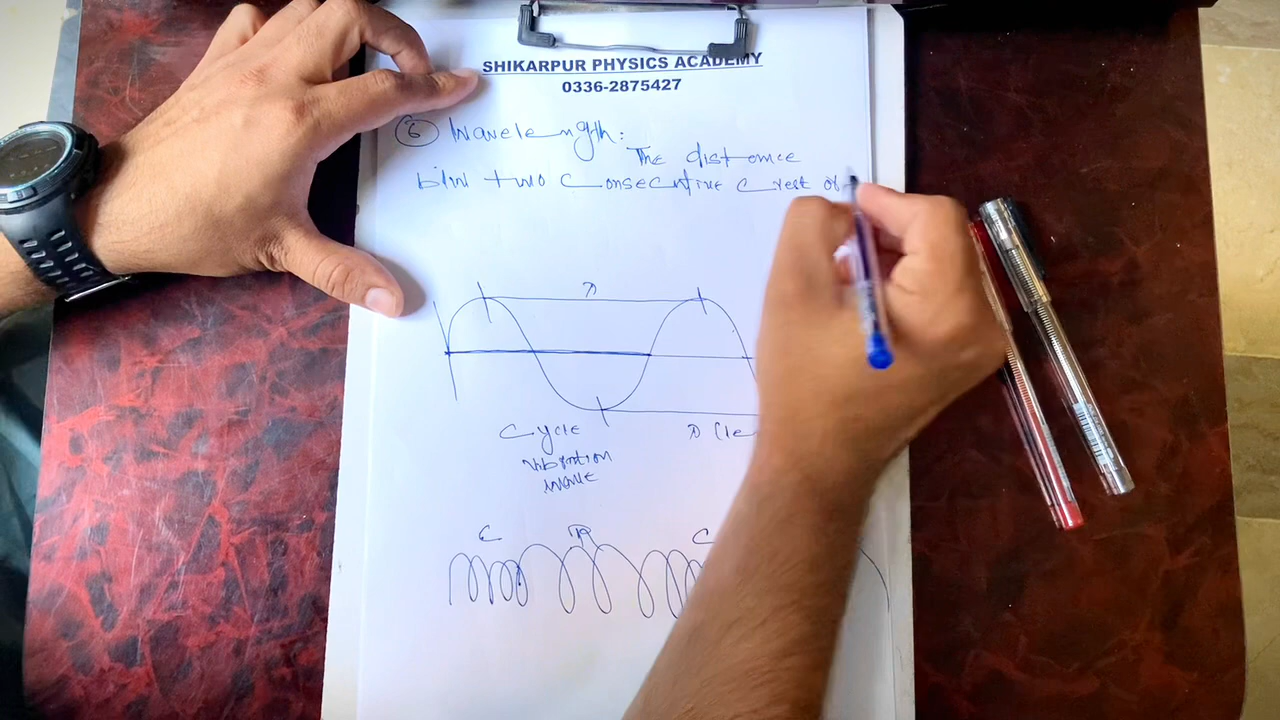 SHIKARPUR PHYSICS ACADEMY
0336-2875427
6 Wavelength:
The distance
b/w two consecutive crest of
λ
Cycle
λ
vibration
wave
C R C